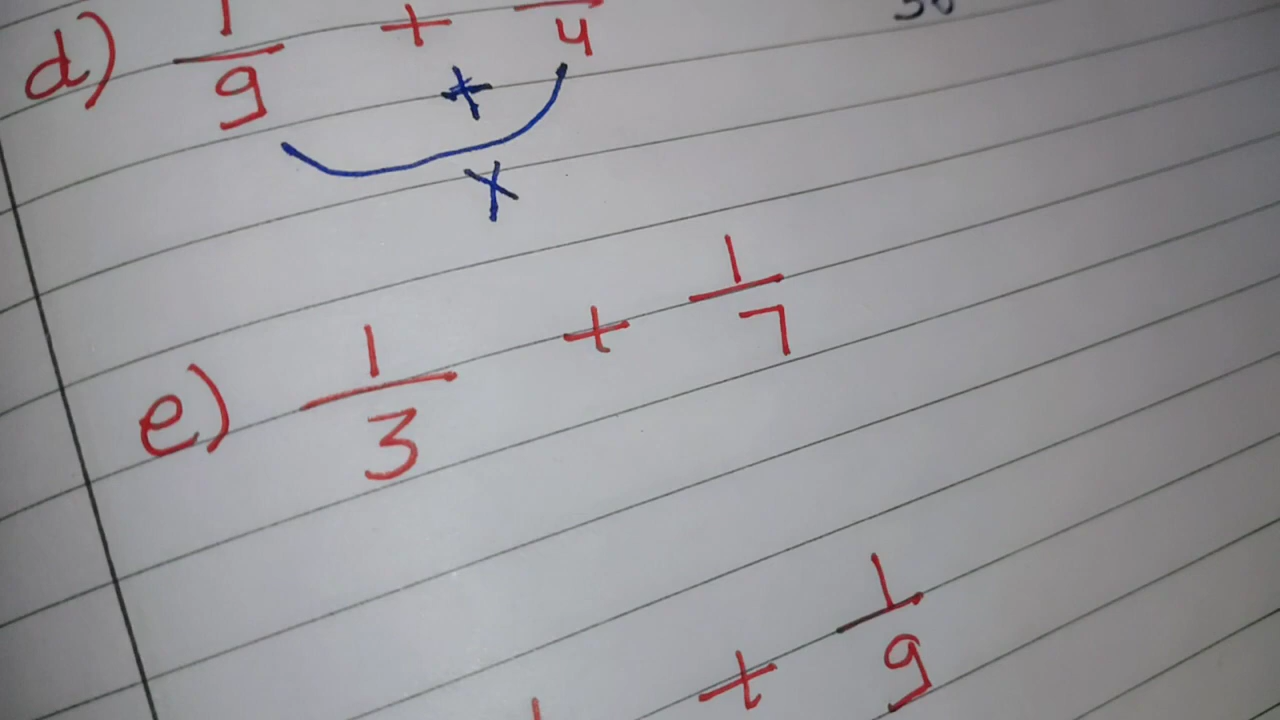 d) 1/9 + /4
+
x
e) 1/3 + 1/7
+ 1/9